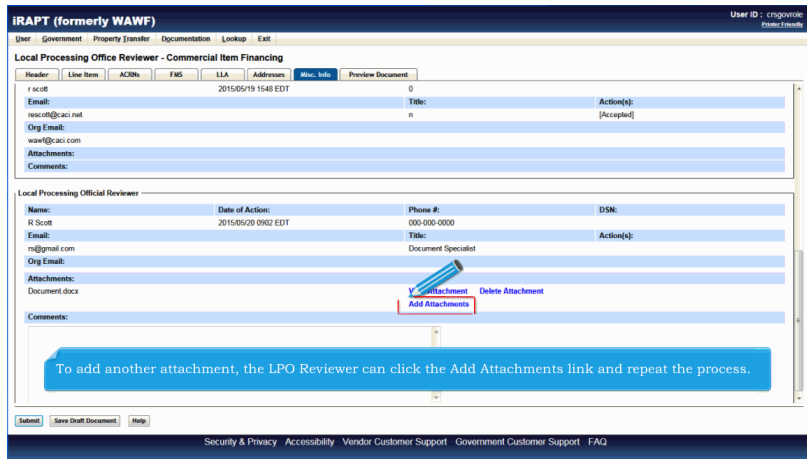 iRAPT (formerly WAWF)
User ID : crsgovrole
Printer Friendly
User Government Property Transfer Documentation Lookup Exit
Local Processing Office Reviewer - Commercial Item Financing
Header Line Item ACRNs FMS LLA Addresses Misc. Info Preview Document
r scott 2015/05/19 1548 EDT 0
Email: Title: Action(s):
rescott@caci.net n [Accepted]
Org Email:
wawf@caci.com
Attachments:
Comments:
Local Processing Official Reviewer
Name: Date of Action: Phone #: DSN:
R Scott 2015/05/20 0902 EDT 000-000-0000
Email: Title: Action(s):
rs@gmail.com Document Specialist
Org Email:
Attachments:
Document.docx Attachment Delete Attachment
Add Attachments
Comments:
To add another attachment, the LPO Reviewer can click the Add Attachments link and repeat the process.
Submit Save Draft Document Help
Security & Privacy Accessibility Vendor Customer Support Government Customer Support FAQ